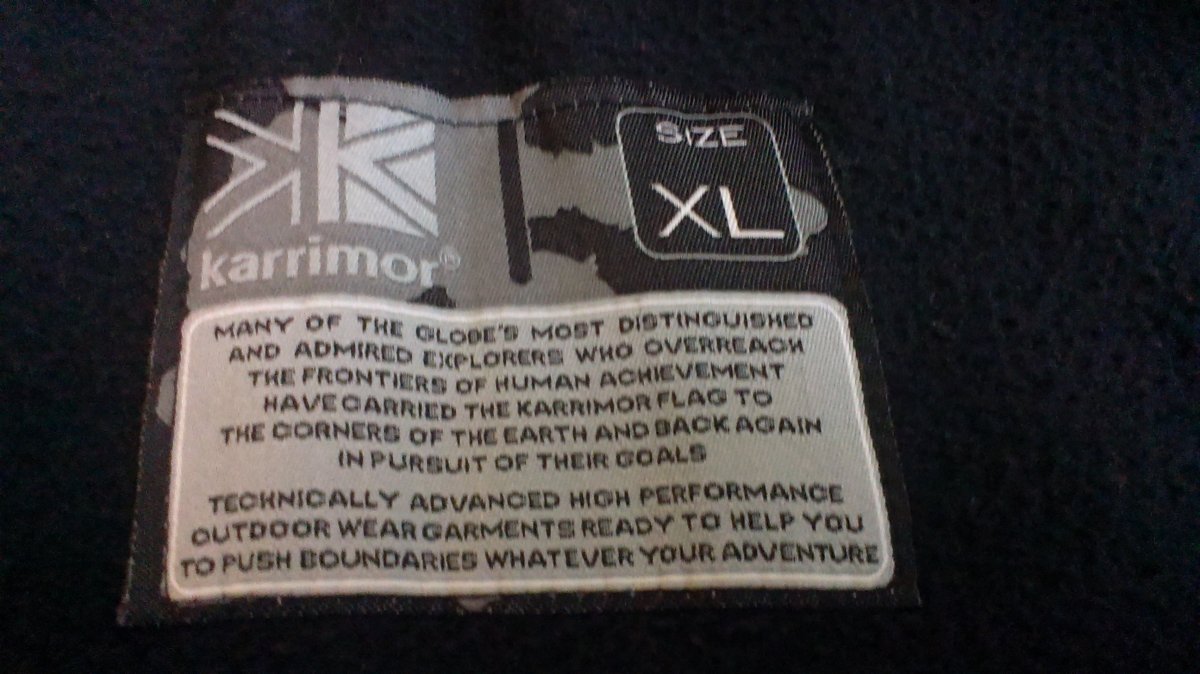 karrimor®
SIZE
XL
MANY OF THE GLOBE'S MOST DISTINGUISHED
AND ADMIRED EXPLORERS WHO OVERREACH
THE FRONTIERS OF HUMAN ACHIEVEMENT
HAVE CARRIED THE KARRIMOR FLAG TO
THE CORNERS OF THE EARTH AND BACK AGAIN
IN PURSUIT OF THEIR GOALS
TECHNICALLY ADVANCED HIGH PERFORMANCE
OUTDOOR WEAR GARMENTS READY TO HELP YOU
TO PUSH BOUNDARIES WHATEVER YOUR ADVENTURE